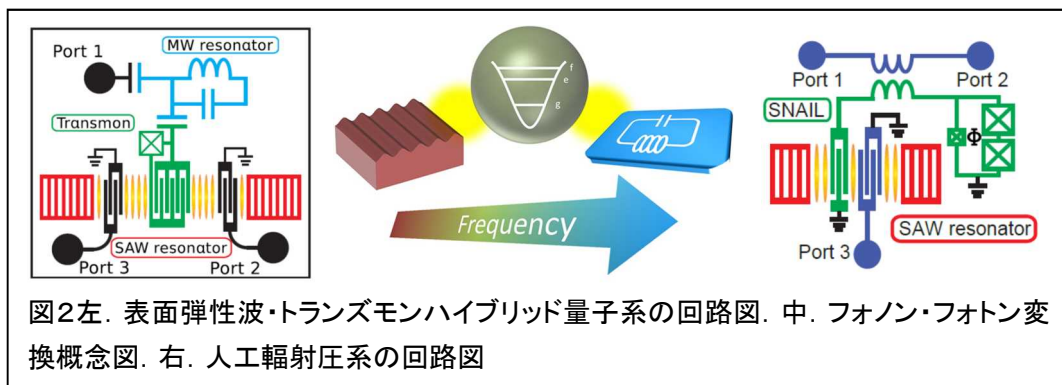 MW resonator
Port 1
Transmon
SAW resonator
Port 3
Port 2
f
e
g
Frequency
Port 1
Port 2
SNAIL
Φ
SAW resonator
Port 3
図2左. 表面弾性波・トランズモンハイブリッド量子系の回路図. 中. フォノン・フォトン変
換概念図. 右. 人工輻射圧系の回路図